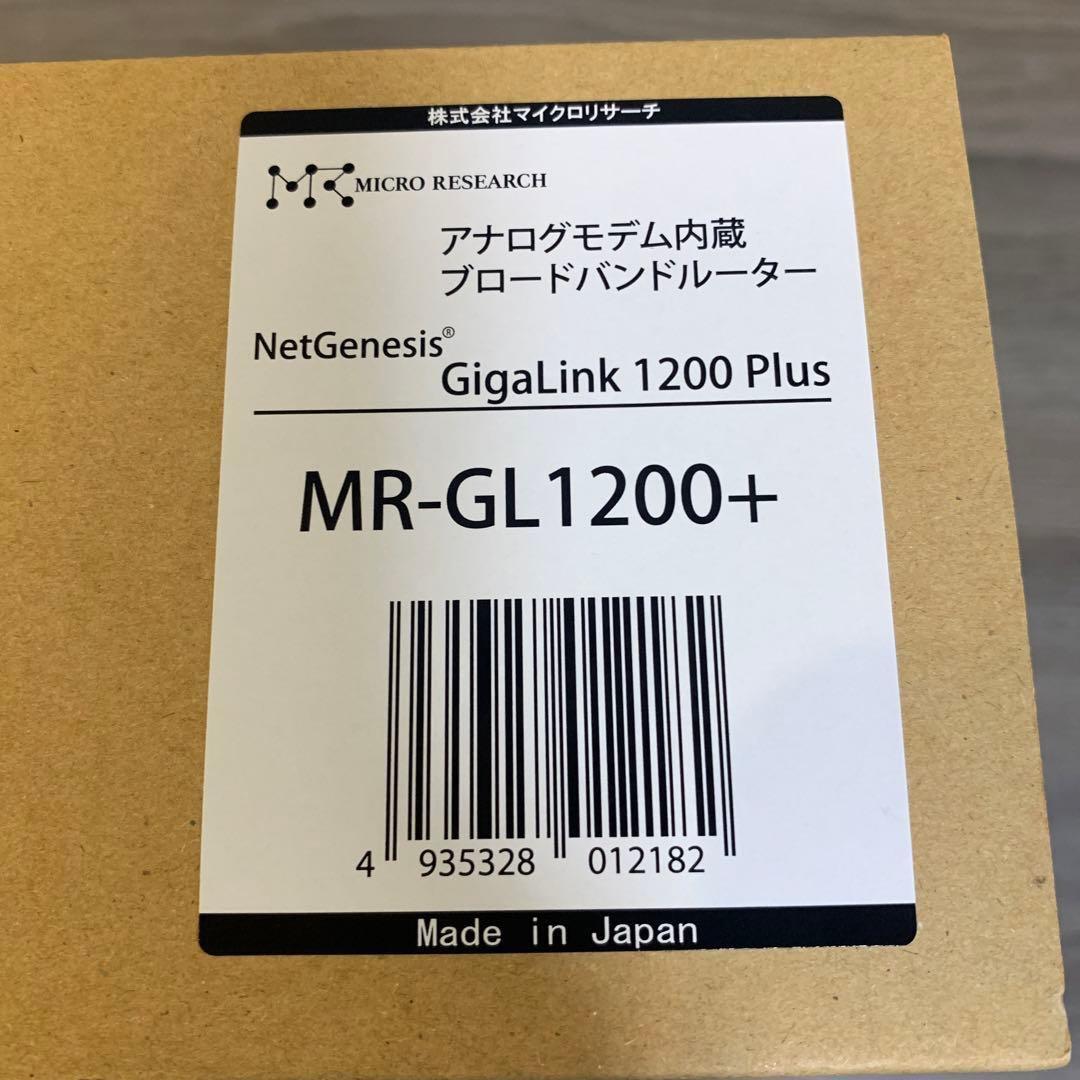 株式会社マイクロリサーチ
MR MICRO RESEARCH
アナログモデム内蔵
ブロードバンドルーター
NetGenesis®
GigaLink 1200 Plus
MR-GL1200+
4 935328 012182
Made in Japan